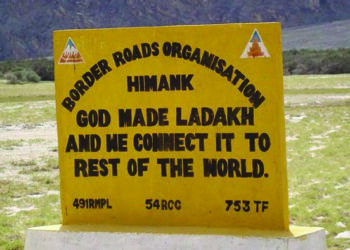 BORDER ROADS ORGANISATION
HIMANK
GOD MADE LADAKH
AND WE CONNECT IT TO
REST OF THE WORLD.
491RMPL 54RCC 753 TF